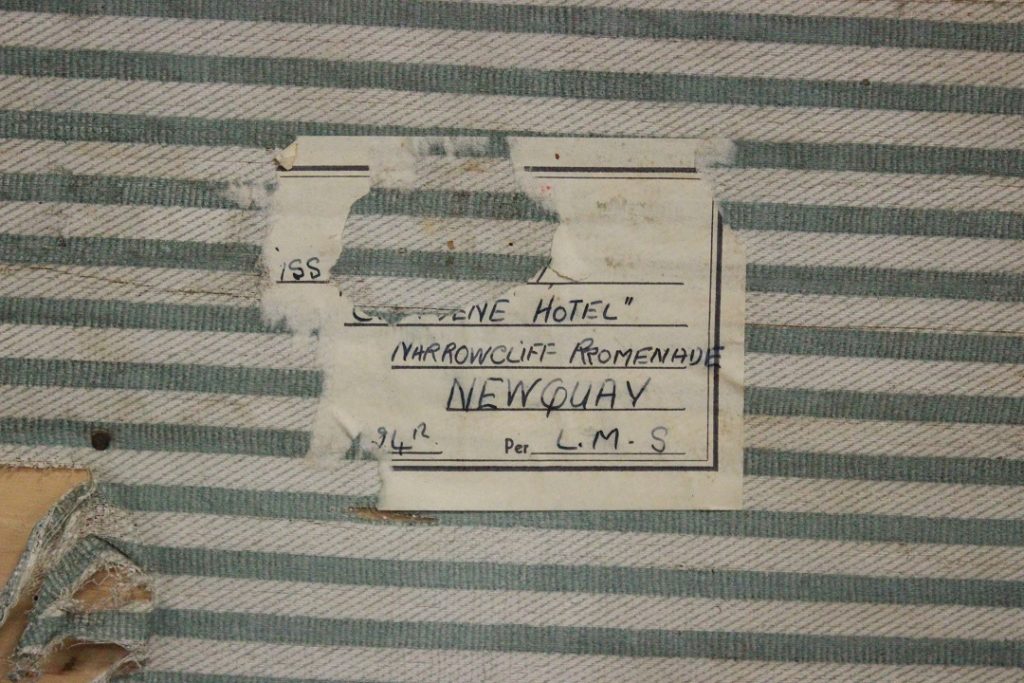 ISS
HOTEL"
NARROWCLIFF PROMENADE
NEWQUAY
Per L.M.S